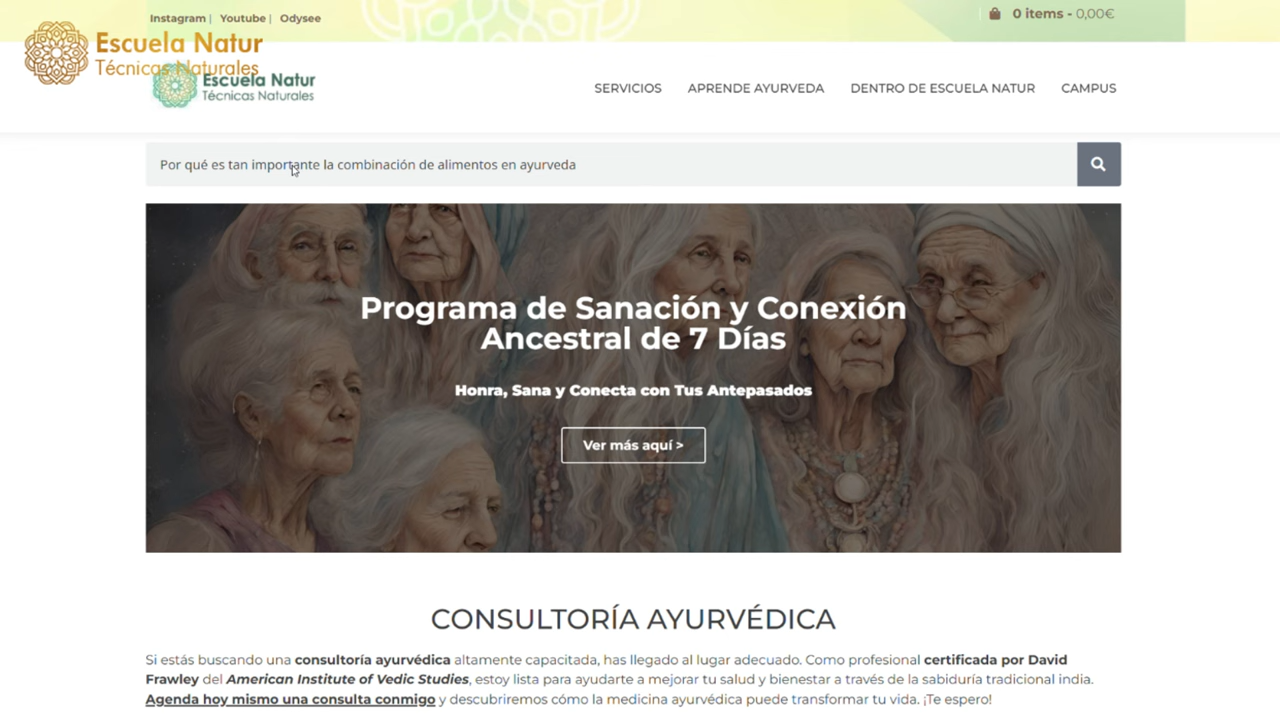 Instagram | Youtube | Odysee
0 items - 0,00€
Escuela Natur
Técnicas Naturales
Escuela Natur
Técnicas Naturales
SERVICIOS APRENDE AYURVEDA DENTRO DE ESCUELA NATUR CAMPUS
Por qué es tan importante la combinación de alimentos en ayurveda
Programa de Sanación y Conexión
Ancestral de 7 Días
Honra, Sana y Conecta con Tus Antepasados
Ver más aquí >
CONSULTORÍA AYURVÉDICA
Si estás buscando una consultoría ayurvédica altamente capacitada, has llegado al lugar adecuado. Como profesional certificada por David
Frawley del American Institute of Vedic Studies, estoy lista para ayudarte a mejorar tu salud y bienestar a través de la sabiduría tradicional india.
Agenda hoy mismo una consulta conmigo y descubriremos cómo la medicina ayurvédica puede transformar tu vida. ¡Te espero!